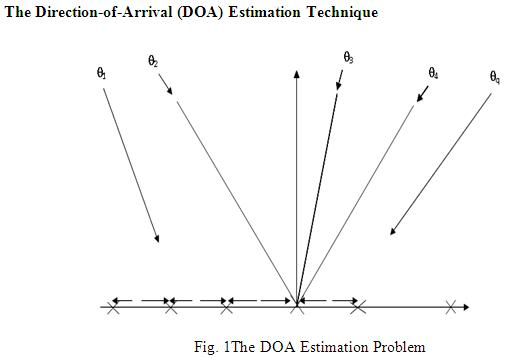 The Direction-of-Arrival (DOA) Estimation Technique
θ₁ θ₂ θ₃ θ₄ θq
Fig. 1The DOA Estimation Problem